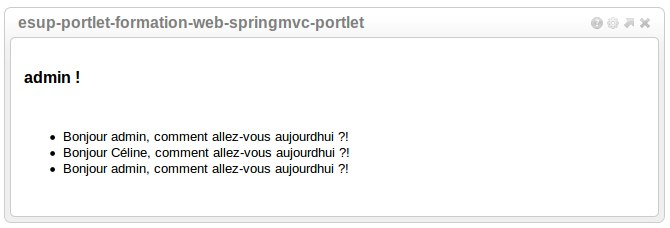 esup-portlet-formation-web-springmvc-portlet
admin !
Bonjour admin, comment allez-vous aujourdhui ?!
Bonjour Céline, comment allez-vous aujourdhui ?!
Bonjour admin, comment allez-vous aujourdhui ?!